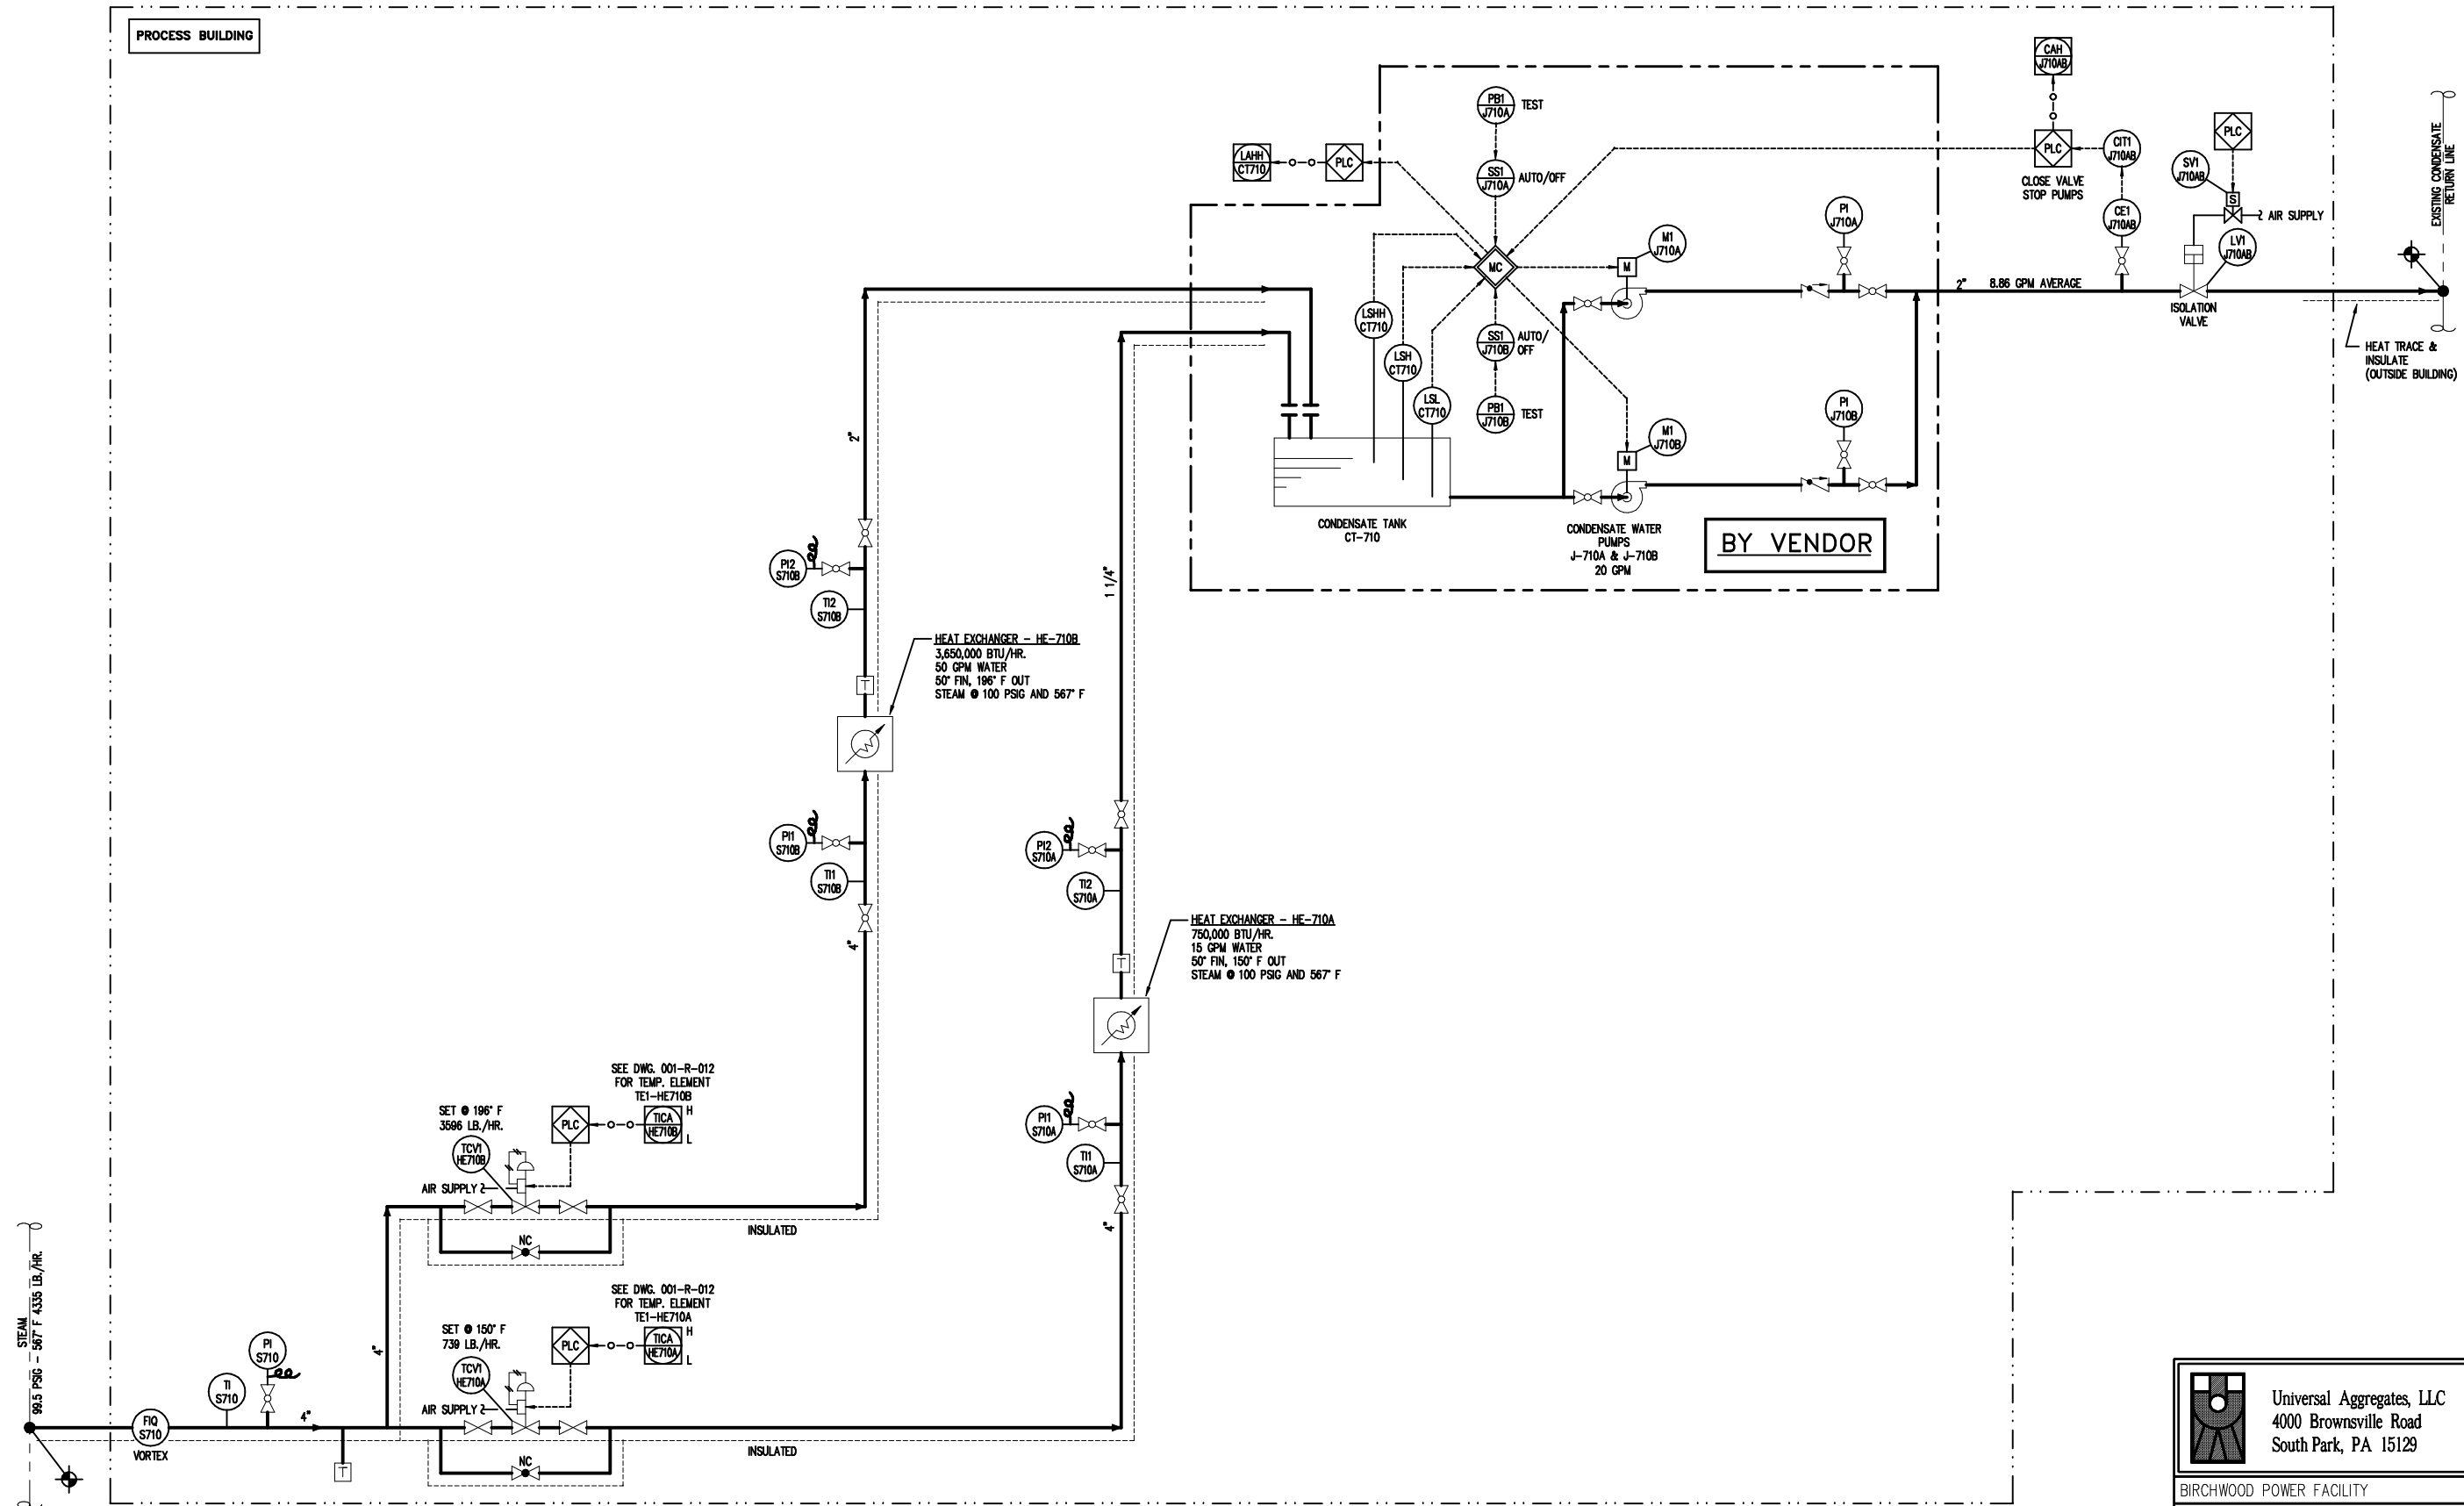 PROCESS BUILDING
CAH
J710AB
PLC
CLOSE VALVE
STOP PUMPS
CIT1
J710AB
CE1
J710AB
PLC
SV1
J710AB
S
AIR SUPPLY
LV1
J710AB
ISOLATION
VALVE
EXISTING CONDENSATE
RETURN LINE
HEAT TRACE &
INSULATE
(OUTSIDE BUILDING)
2"
8.86 GPM AVERAGE
PB1
J710A
TEST
LAHH
CT710
PLC
SS1
J710A
AUTO/OFF
MC
M1
J710A
M
PI
J710A
LSHH
CT710
LSH
CT710
LSL
CT710
SS1
J710B
AUTO/
OFF
PB1
J710B
TEST
M1
J710B
M
PI
J710B
CONDENSATE TANK
CT-710
CONDENSATE WATER
PUMPS
J-710A & J-710B
20 GPM
BY VENDOR
2"
1 1/4"
PI2
S710B
TI2
S710B
T
HEAT EXCHANGER - HE-710B
3,650,000 BTU/HR.
50 GPM WATER
50° FIN, 196° F OUT
STEAM @ 100 PSIG AND 567° F
PI1
S710B
TI1
S710B
4"
PI2
S710A
TI2
S710A
T
HEAT EXCHANGER - HE-710A
750,000 BTU/HR.
15 GPM WATER
50° FIN, 150° F OUT
STEAM @ 100 PSIG AND 567° F
PI1
S710A
TI1
S710A
4"
SEE DWG. 001-R-012
FOR TEMP. ELEMENT
TE1-HE710B
SET @ 196° F
3596 LB./HR.
PLC
TICA
HE710B
H
L
TCV1
HE710B
AIR SUPPLY
INSULATED
NC
SEE DWG. 001-R-012
FOR TEMP. ELEMENT
TE1-HE710A
SET @ 150° F
739 LB./HR.
PLC
TICA
HE710A
H
L
TCV1
HE710A
AIR SUPPLY
INSULATED
NC
4"
STEAM
99.5 PSIG - 567° F 4335 LB./HR.
FIQ
S710
VORTEX
TI
S710
PI
S710
4"
T
Universal Aggregates, LLC
4000 Brownsville Road
South Park, PA 15129
BIRCHWOOD POWER FACILITY